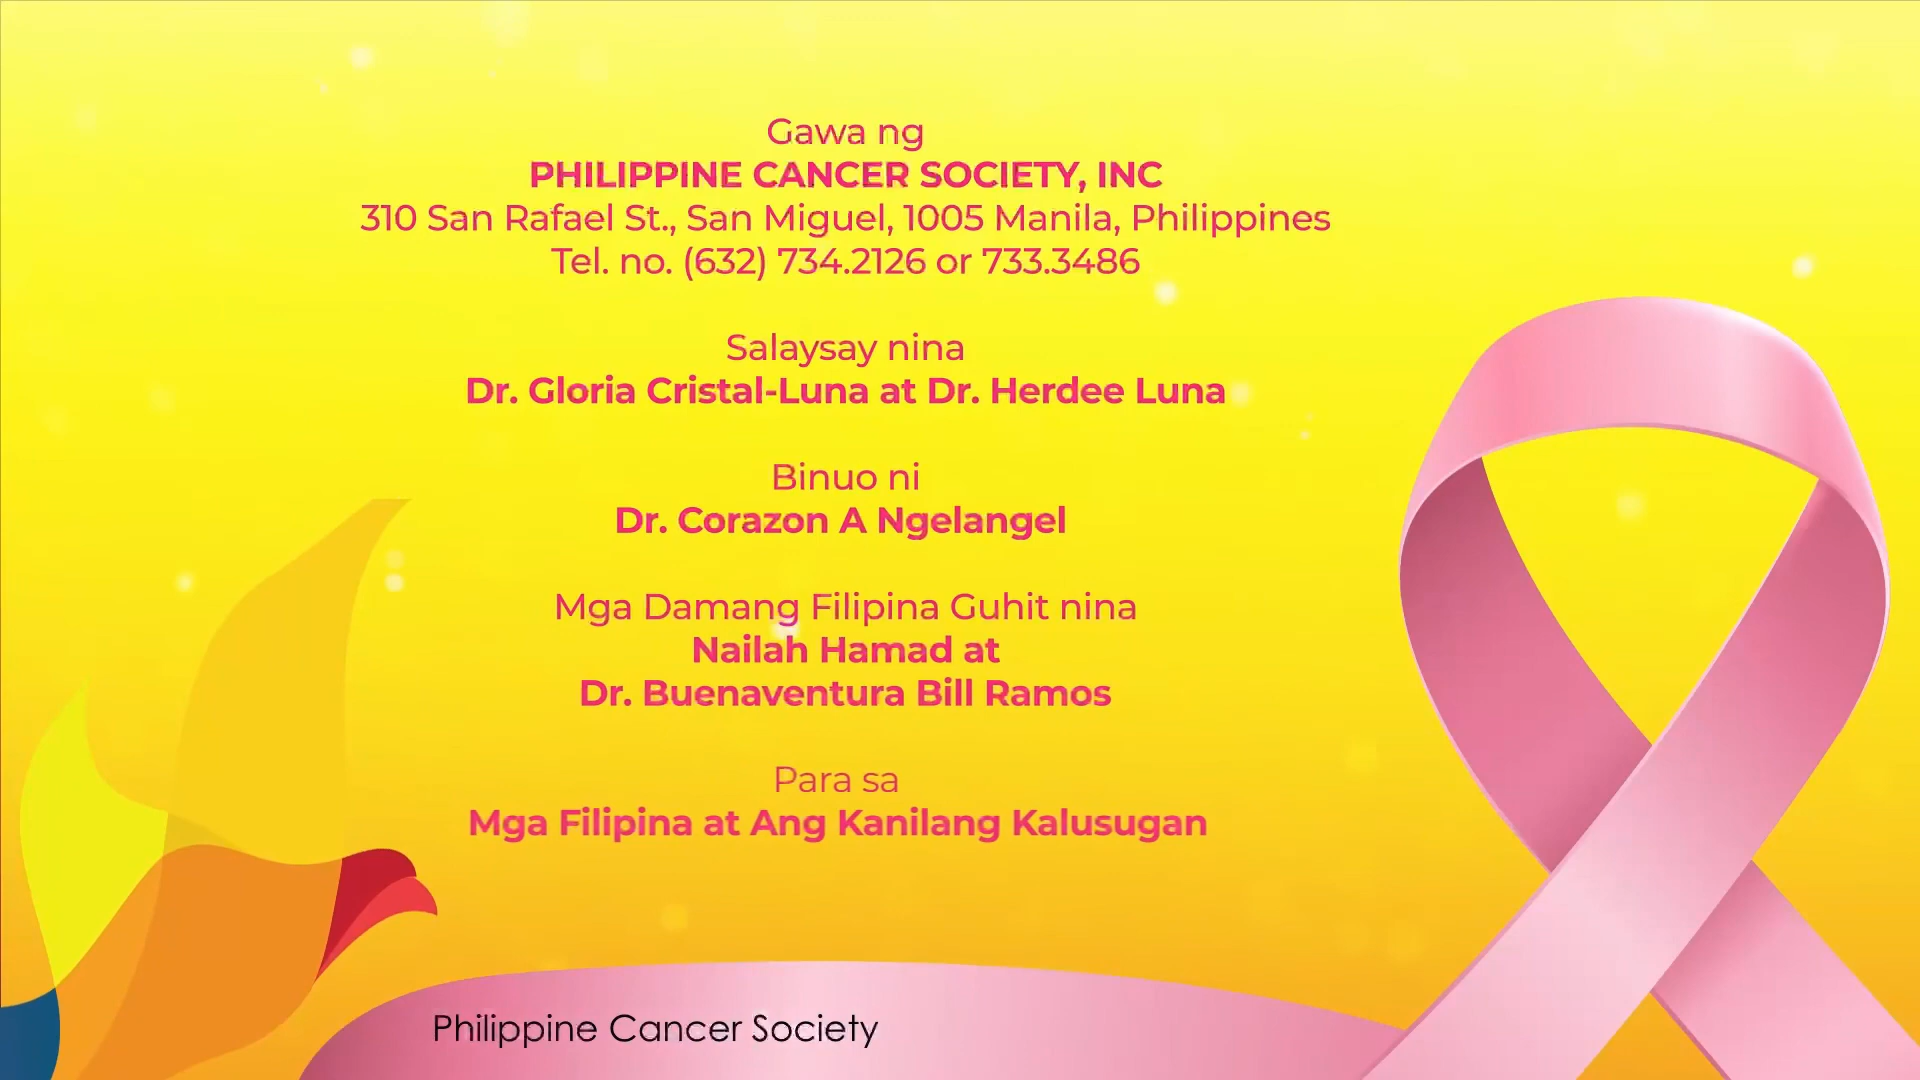 Gawa ng
PHILIPPINE CANCER SOCIETY, INC
310 San Rafael St., San Miguel, 1005 Manila, Philippines
Tel. no. (632) 734.2126 or 733.3486
Salaysay nina
Dr. Gloria Cristal-Luna at Dr. Herdee Luna
Binuo ni
Dr. Corazon A Ngelangel
Mga Damang Filipina Guhit nina
Nailah Hamad at
Dr. Buenaventura Bill Ramos
Para sa
Mga Filipina at Ang Kanilang Kalusugan
Philippine Cancer Society